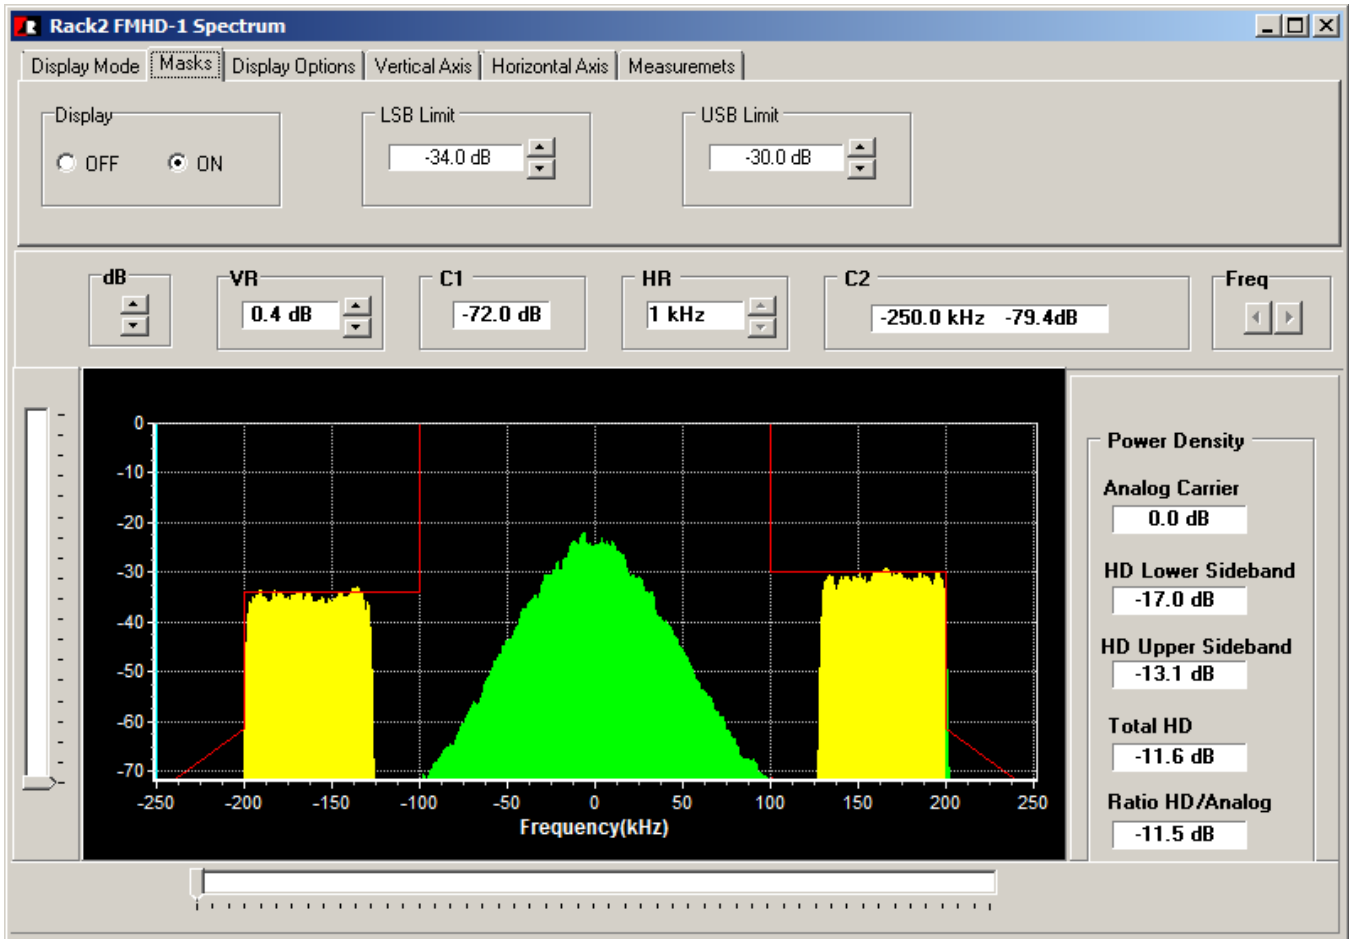 Rack2 FMHD-1 Spectrum
Display Mode Masks Display Options Vertical Axis Horizontal Axis Measuremets
Display LSB Limit USB Limit
OFF ON -34.0 dB -30.0 dB
dB VR C1 HR C2 Freq
0.4 dB -72.0 dB 1 kHz -250.0 kHz -79.4dB
Power Density
Analog Carrier
0.0 dB
HD Lower Sideband
-17.0 dB
HD Upper Sideband
-13.1 dB
Total HD
-11.6 dB
Ratio HD/Analog
-11.5 dB
0
-10
-20
-30
-40
-50
-60
-70
-250 -200 -150 -100 -50 0 50 100 150 200 250
Frequency(kHz)